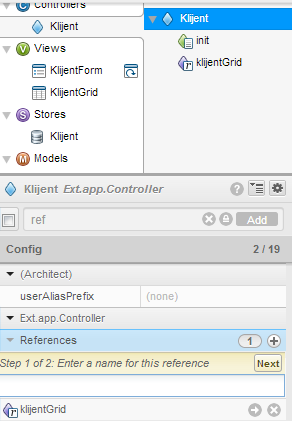 C Controllers
Klijent
V Views
KlijentForm
KlijentGrid
S Stores
Klijent
M Models
Klijent
init
klijentGrid
Klijent Ext.app.Controller
ref
Add
Config 2 / 19
(Architect)
userAliasPrefix (none)
Ext.app.Controller
References 1
Step 1 of 2: Enter a name for this reference Next
klijentGrid